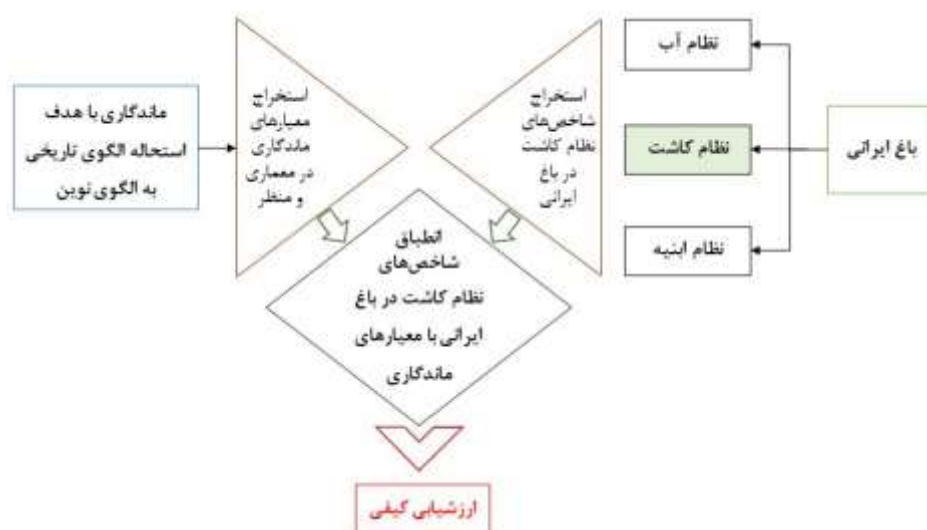 باغ ایرانی
نظام آب
نظام کاشت
نظام ابنیه
استخراج
شاخص‌های
نظام کاشت
در باغ
ایرانی
ماندگاری با هدف
استحاله الگوی تاریخی
به الگوی نوین
استخراج
معیارهای
ماندگاری
در معماری
و منظر
انطباق
شاخص‌های
نظام کاشت در باغ
ایرانی با معیارهای
ماندگاری
ارزشیابی کیفی